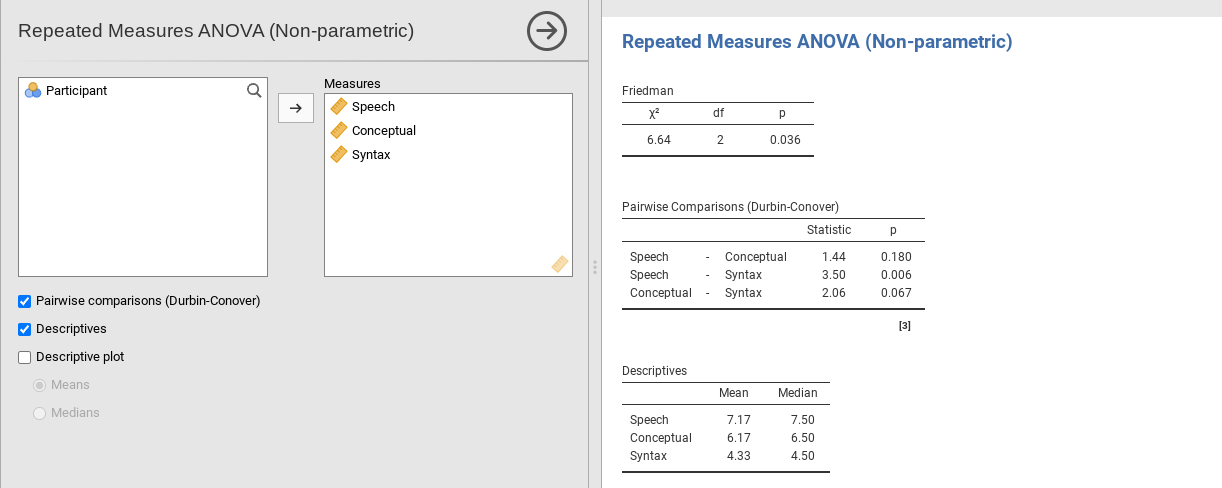 Repeated Measures ANOVA (Non-parametric)
Participant
Measures
Speech
Conceptual
Syntax
Pairwise comparisons (Durbin-Conover)
Descriptives
Descriptive plot
Means
Medians
Repeated Measures ANOVA (Non-parametric)
Friedman
χ² df p
6.64 2 0.036
Pairwise Comparisons (Durbin-Conover)
Statistic p
Speech - Conceptual 1.44 0.180
Speech - Syntax 3.50 0.006
Conceptual - Syntax 2.06 0.067
[3]
Descriptives
Mean Median
Speech 7.17 7.50
Conceptual 6.17 6.50
Syntax 4.33 4.50